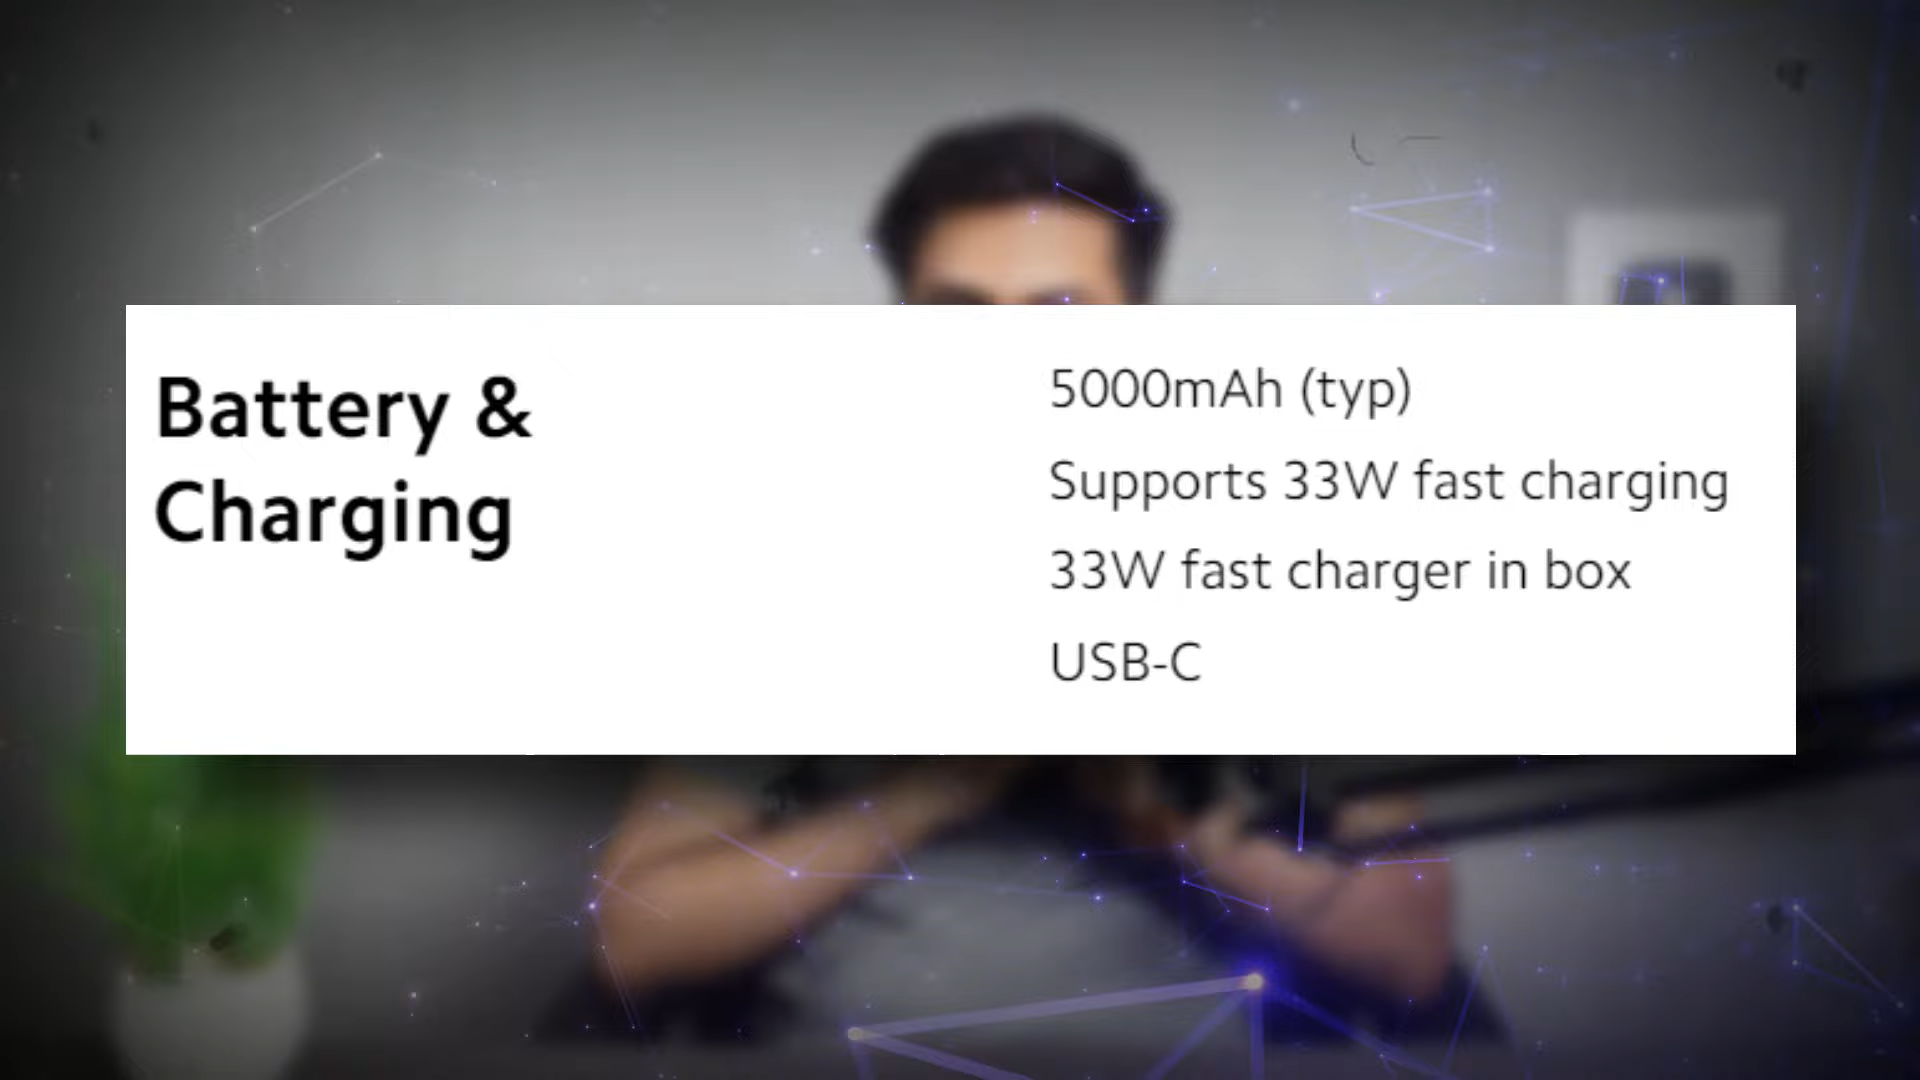 Battery &
Charging
5000mAh (typ)
Supports 33W fast charging
33W fast charger in box
USB-C